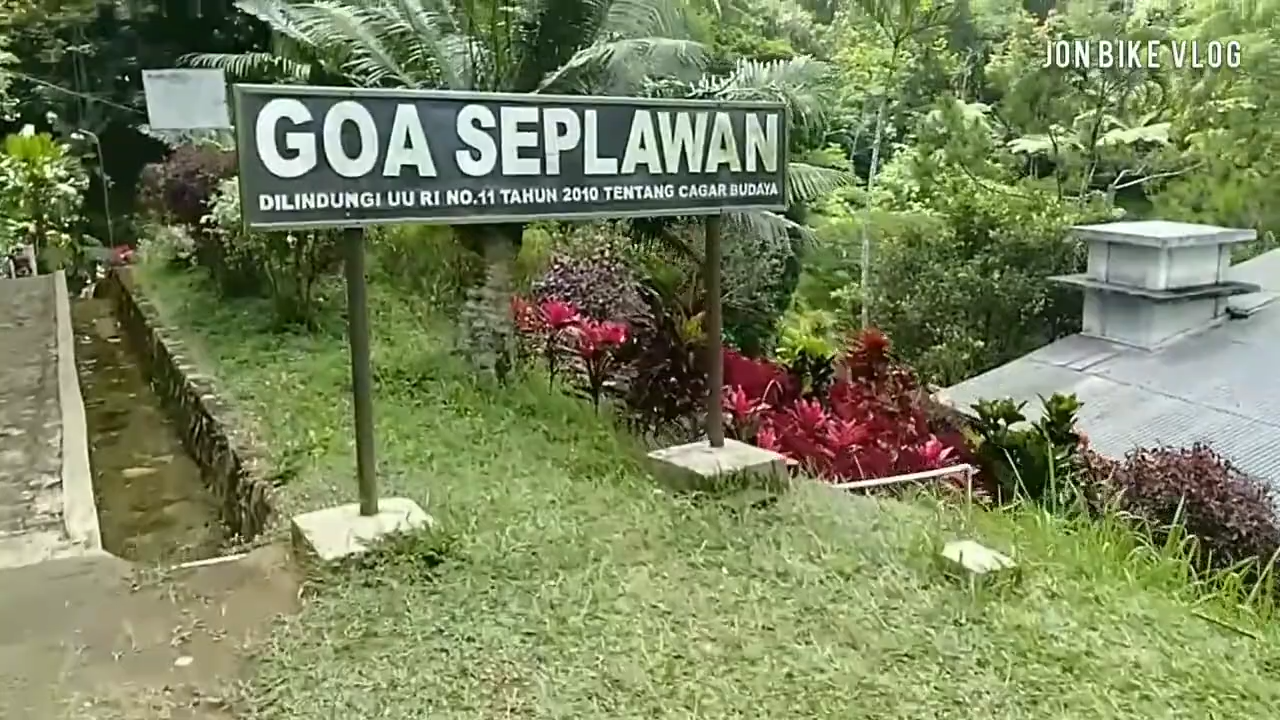 JON BIKE VLOG
GOA SEPLAWAN
DILINDUNGI UU RI NO.11 TAHUN 2010 TENTANG CAGAR BUDAYA